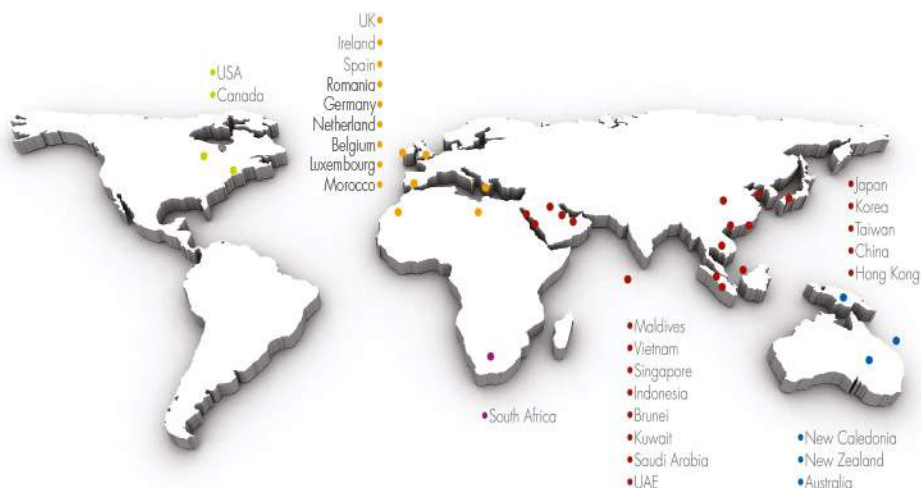 USA
Canada
UK
Ireland
Spain
Romania
Germany
Netherland
Belgium
Luxembourg
Morocco
Japan
Korea
Taiwan
China
Hong Kong
South Africa
Maldives
Vietnam
Singapore
Indonesia
Brunei
Kuwait
Saudi Arabia
UAE
New Caledonia
New Zealand
Australia